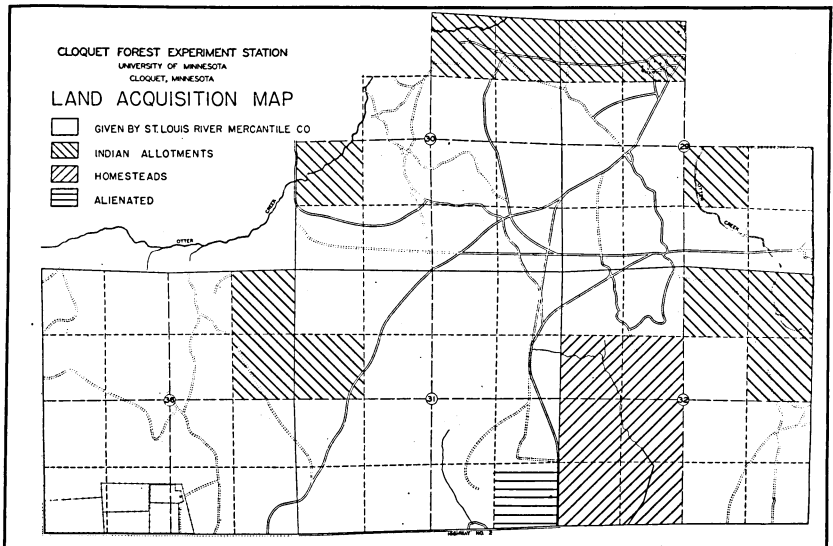 CLOQUET FOREST EXPERIMENT STATION
UNIVERSITY OF MINNESOTA
CLOQUET, MINNESOTA
LAND ACQUISITION MAP
GIVEN BY ST. LOUIS RIVER MERCANTILE CO
INDIAN ALLOTMENTS
HOMESTEADS
ALIENATED
30
29
OTTER
CREEK
CREEK
OTTER
36
31
32
HIGHWAY NO. 2